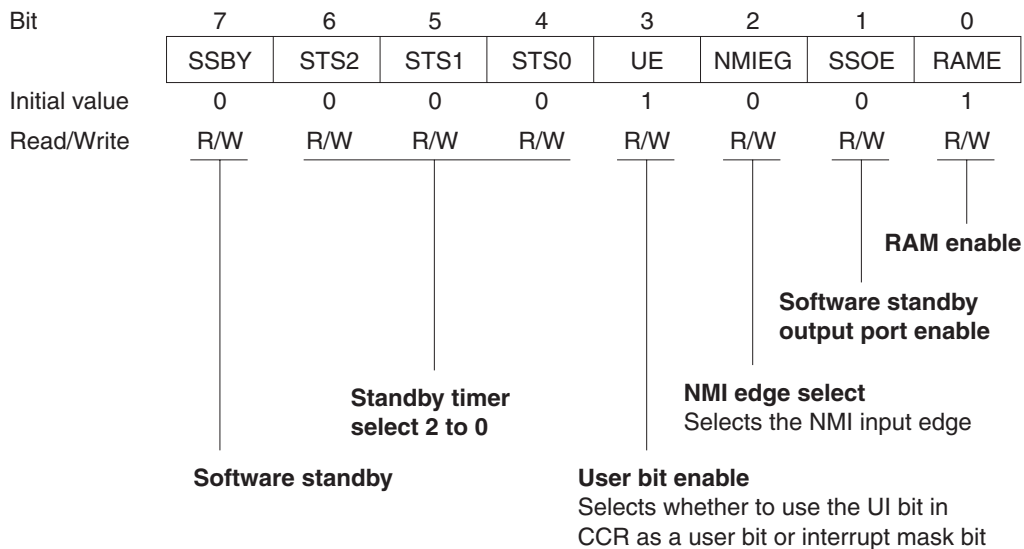 Bit 7 6 5 4 3 2 1 0
SSBY STS2 STS1 STS0 UE NMIEG SSOE RAME
Initial value 0 0 0 0 1 0 0 1
Read/Write R/W R/W R/W R/W R/W R/W R/W R/W
RAM enable
Software standby
output port enable
NMI edge select
Selects the NMI input edge
Standby timer
select 2 to 0
Software standby
User bit enable
Selects whether to use the UI bit in
CCR as a user bit or interrupt mask bit